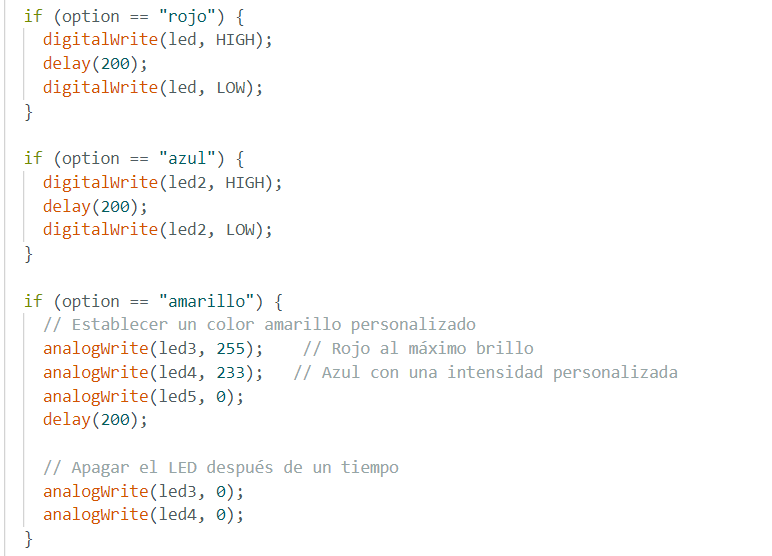 if (option == "rojo") {
  digitalWrite(led, HIGH);
  delay(200);
  digitalWrite(led, LOW);
}

if (option == "azul") {
  digitalWrite(led2, HIGH);
  delay(200);
  digitalWrite(led2, LOW);
}

if (option == "amarillo") {
  // Establecer un color amarillo personalizado
  analogWrite(led3, 255);    // Rojo al máximo brillo
  analogWrite(led4, 233);   // Azul con una intensidad personalizada
  analogWrite(led5, 0);
  delay(200);

  // Apagar el LED después de un tiempo
  analogWrite(led3, 0);
  analogWrite(led4, 0);
}